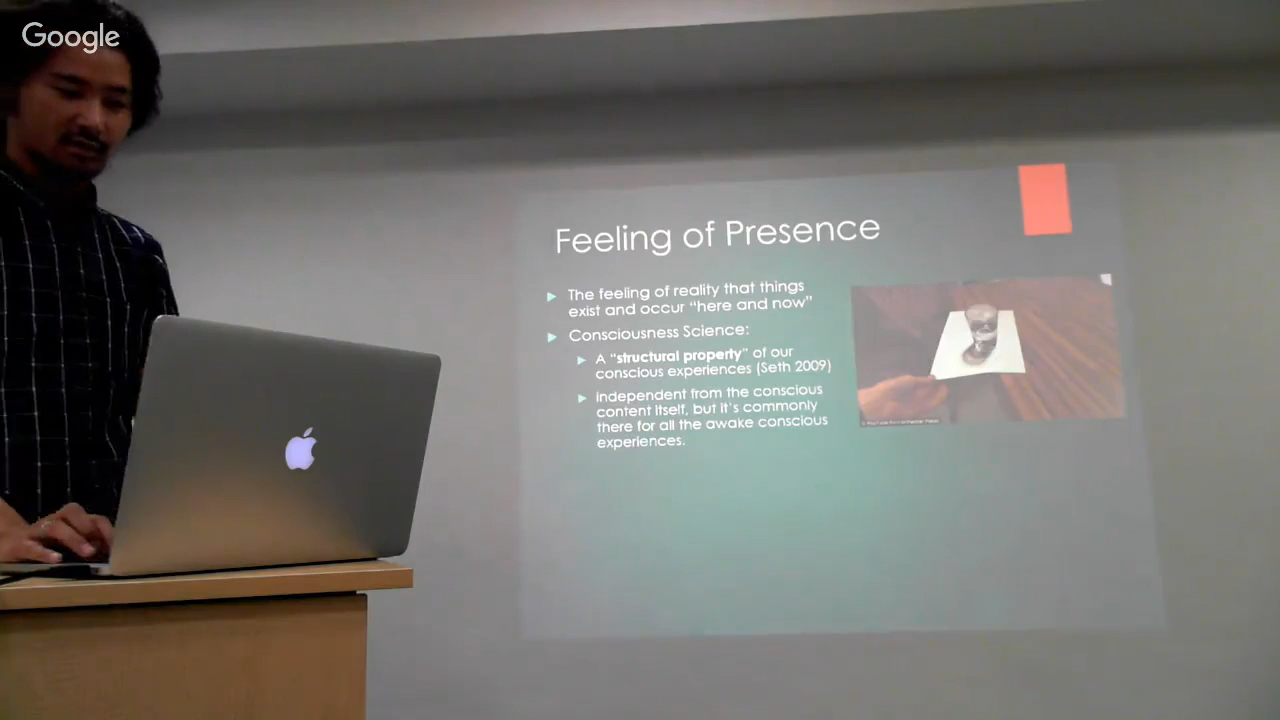 Google
Feeling of Presence
The feeling of reality that things
exist and occur “here and now”
Consciousness Science:
A “structural property” of our
conscious experiences (Seth 2009)
Independent from the conscious
content itself, but it’s commonly
there for all the awake conscious
experiences.